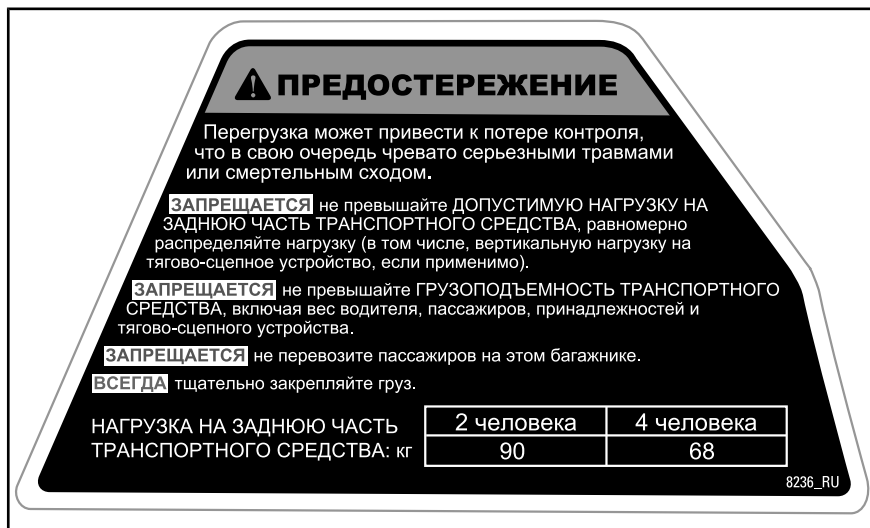 ПРЕДОСТЕРЕЖЕНИЕ
Перегрузка может привести к потере контроля,
что в свою очередь чревато серьезными травмами
или смертельным сходом.
ЗАПРЕЩАЕТСЯ не превышайте ДОПУСТИМУЮ НАГРУЗКУ НА
ЗАДНЮЮ ЧАСТЬ ТРАНСПОРТНОГО СРЕДСТВА, равномерно
распределяйте нагрузку (в том числе, вертикальную нагрузку на
тягово-сцепное устройство, если применимо).
ЗАПРЕЩАЕТСЯ не превышайте ГРУЗОПОДЪЕМНОСТЬ ТРАНСПОРТНОГО
СРЕДСТВА, включая вес водителя, пассажиров, принадлежностей и
тягово-сцепного устройства.
ЗАПРЕЩАЕТСЯ не перевозите пассажиров на этом багажнике.
ВСЕГДА тщательно закрепляйте груз.
НАГРУЗКА НА ЗАДНЮЮ ЧАСТЬ 2 человека 4 человека
ТРАНСПОРТНОГО СРЕДСТВА: кг 90 68
8236_RU